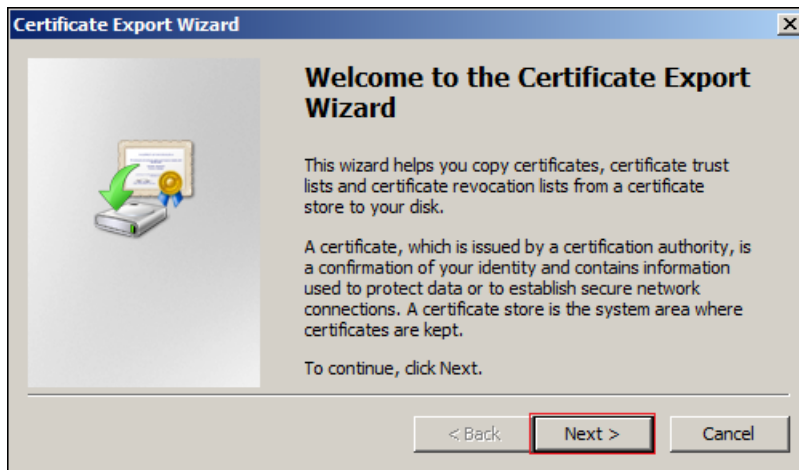 Certificate Export Wizard
Welcome to the Certificate Export
Wizard
This wizard helps you copy certificates, certificate trust
lists and certificate revocation lists from a certificate
store to your disk.
A certificate, which is issued by a certification authority, is
a confirmation of your identity and contains information
used to protect data or to establish secure network
connections. A certificate store is the system area where
certificates are kept.
To continue, click Next.
< Back
Next >
Cancel